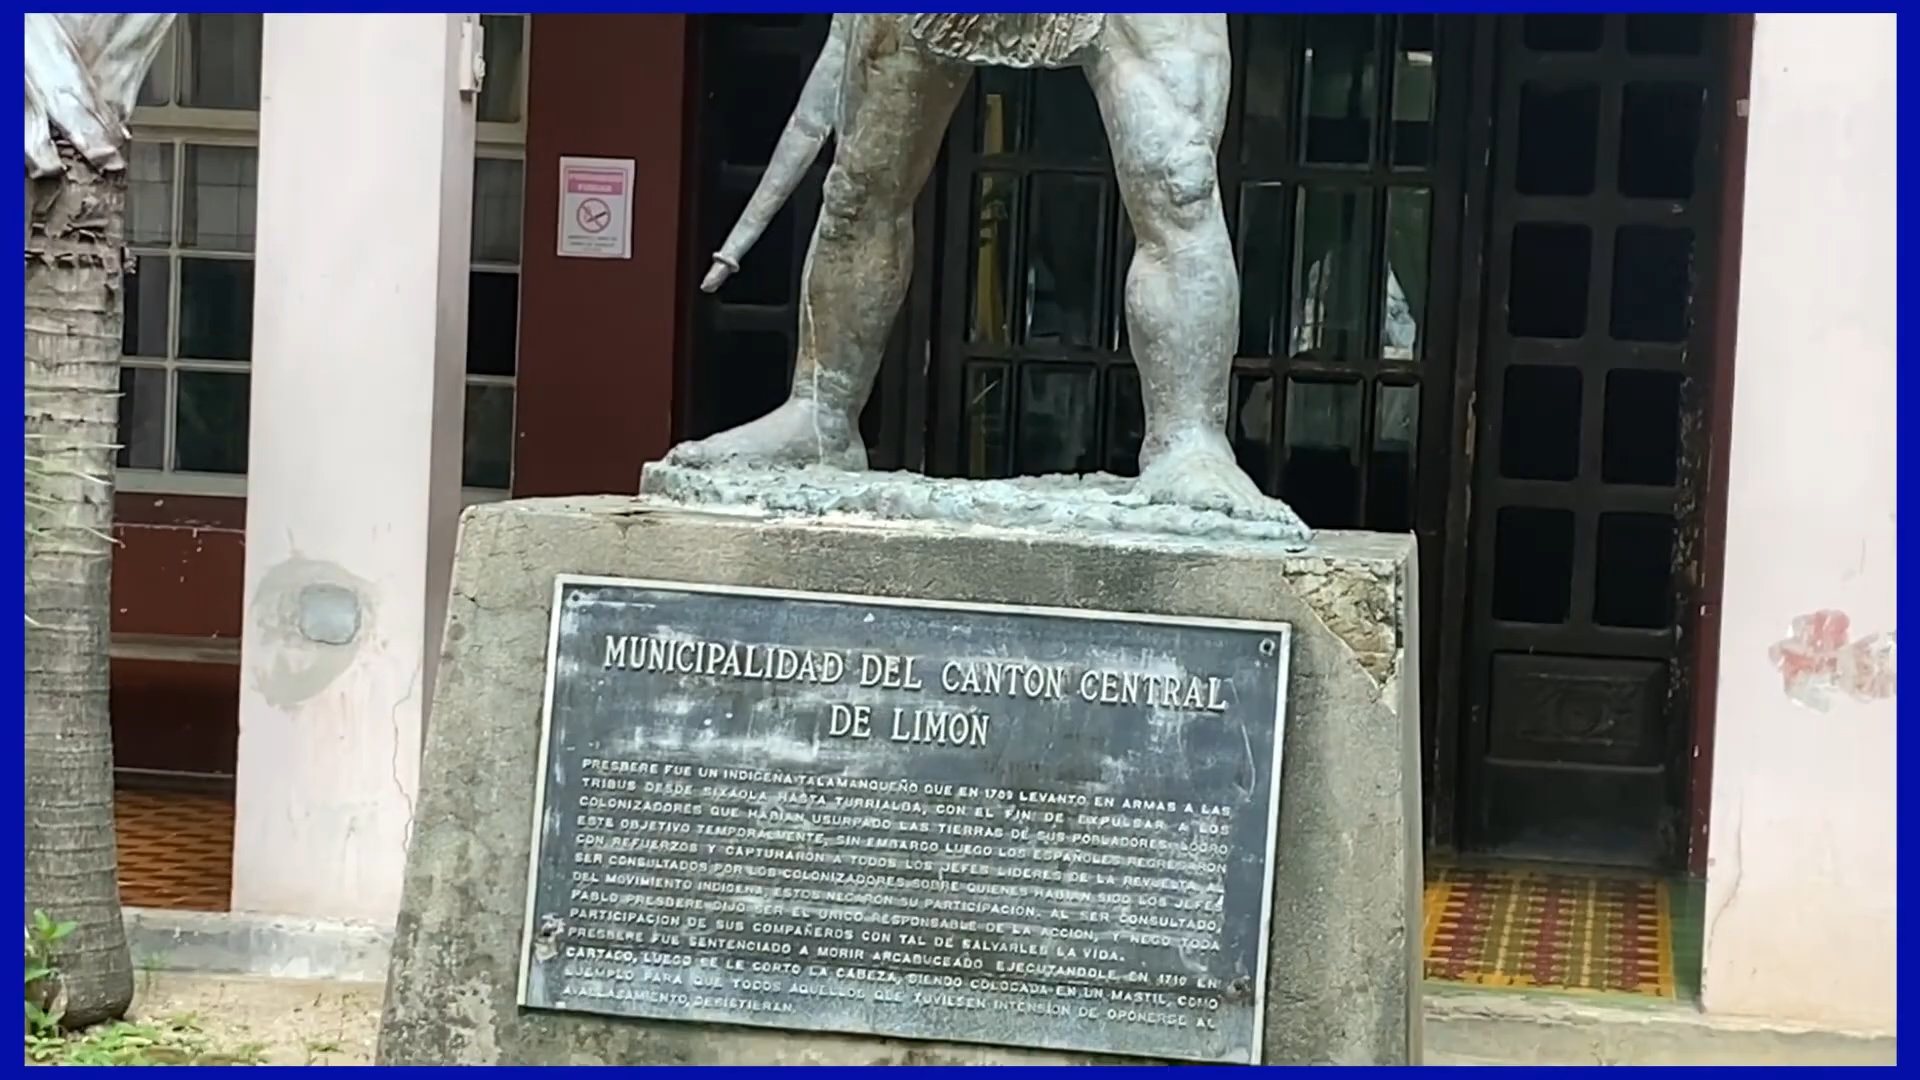 MUNICIPALIDAD DEL CANTON CENTRAL
DE LIMON
PRESBERE FUE UN INDIGENA TALAMANQUEÑO QUE EN 1709 LEVANTO EN ARMAS A LAS
TRIBUS DESDE SIXAOLA HASTA TURRIALBA, CON EL FIN DE EXPULSAR A LOS
COLONIZADORES QUE HABIAN USURPADO LAS TIERRAS DE SUS POBLADORES. LOGRO
ESTE OBJETIVO TEMPORALMENTE, SIN EMBARGO LUEGO LOS ESPAÑOLES REGRESARON
CON REFUERZOS Y CAPTURARON A TODOS LOS JEFES LIDERES DE LA REVUELTA. AL
SER CONSULTADOS POR LOS COLONIZADORES SOBRE QUIENES HABIAN SIDO LOS JEFES
DEL MOVIMIENTO INDIGENA, ESTOS NEGARON SU PARTICIPACION. AL SER CONSULTADO,
PABLO PRESBERE DIJO SER EL UNICO RESPONSABLE DE LA ACCION, Y NEGO TODA
PARTICIPACION DE SUS COMPAÑEROS CON TAL DE SALVARLES LA VIDA.
PRESBERE FUE SENTENCIADO A MORIR ARCABUCEADO EJECUTANDOLE EN 1710 EN
CARTAGO, LUEGO SE LE CORTO LA CABEZA, SIENDO COLOCADA EN UN MASTIL, COMO
EJEMPLO PARA QUE TODOS AQUELLOS QUE TUVIESEN INTENSION DE OPONERSE AL
AVALLASAMIENTO, DESISTIERAN.